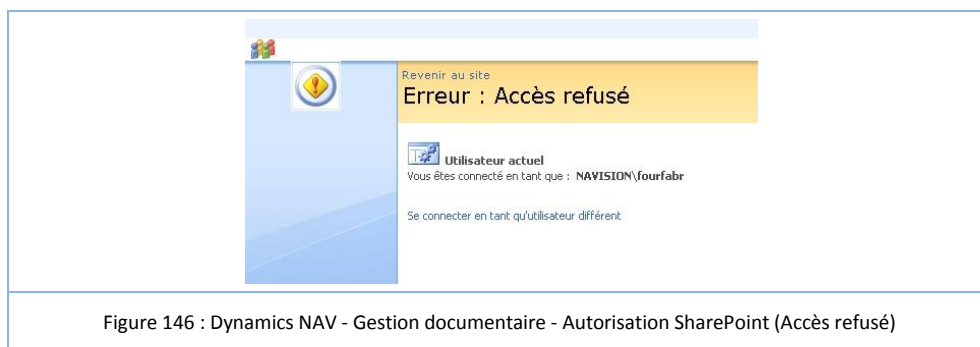 Revenir au site
Erreur : Accès refusé
Utilisateur actuel
Vous êtes connecté en tant que : NAVISION\fourfabr
Se connecter en tant qu'utilisateur différent
Figure 146 : Dynamics NAV - Gestion documentaire - Autorisation SharePoint (Accès refusé)